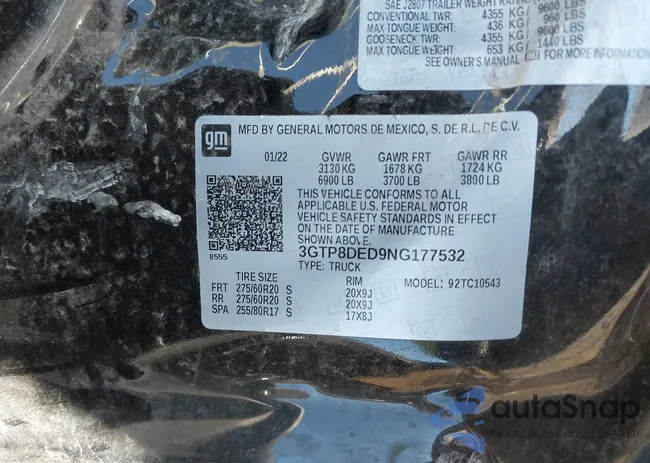 SAE J2807 TRAILER WEIGHT RATING
CONVENTIONAL TWR: 4355 KG/ 9600 LBS
MAX TONGUE WEIGHT: 436 KG/ 960 LBS
GOOSENECK TWR: 4355 KG/ 9600 LBS
MAX TONGUE WEIGHT: 653 KG/ 1440 LBS
SEE OWNER'S MANUAL FOR MORE
gm MFD BY GENERAL MOTORS DE MEXICO, S. DE R.L. DE C.V.
01/22 GVWR GAWR FRT GAWR RR
3130 KG 1678 KG 1724 KG
6900 LB 3700 LB 3800 LB
THIS VEHICLE CONFORMS TO ALL
APPLICABLE U.S. FEDERAL MOTOR
VEHICLE SAFETY STANDARDS IN EFFECT
ON THE DATE OF MANUFACTURE
SHOWN ABOVE.
8555 3GTP8DED9NG177532
TYPE: TRUCK
TIRE SIZE RIM MODEL: 92TC10543
FRT 275/60R20 S 20X9J
RR 275/60R20 S 20X9J
SPA 255/80R17 S 17X8J
autaSnap